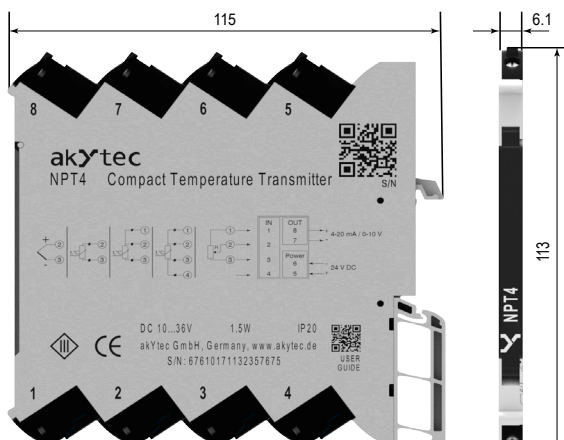 115
6.1
8 7 6 5
akYtec
NPT4 Compact Temperature Transmitter
S/N
IN OUT
1 8 4-20 mA / 0-10 V
2 7
3 Power
6 24 V DC
4 5
DC 10...36V 1.5W IP20
akYtec GmbH, Germany, www.akytec.de
S/N: 67610171132357675
USER
GUIDE
1 2 3 4
113
NPT4